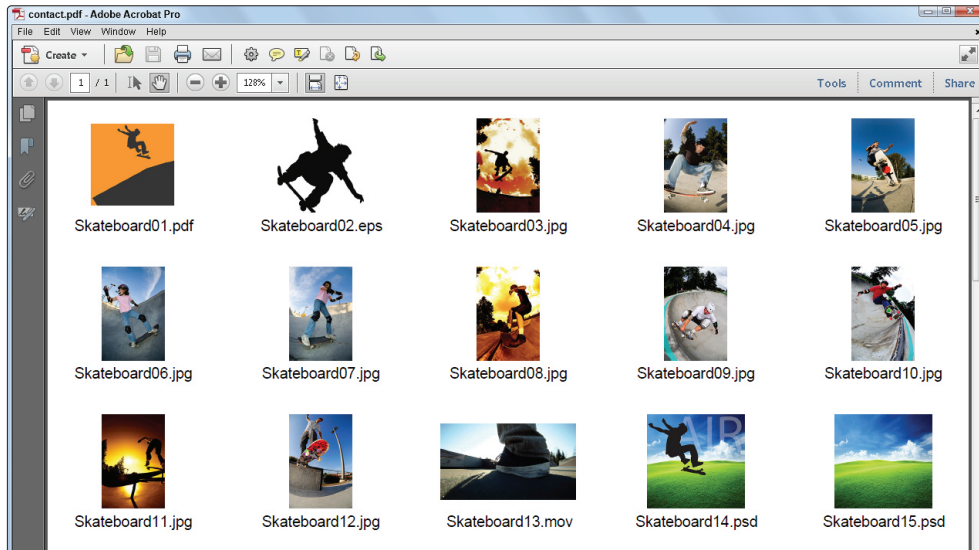 contact.pdf - Adobe Acrobat Pro
File Edit View Window Help
Create
1 / 1 128% Tools Comment Share
Skateboard01.pdf Skateboard02.eps Skateboard03.jpg Skateboard04.jpg Skateboard05.jpg
Skateboard06.jpg Skateboard07.jpg Skateboard08.jpg Skateboard09.jpg Skateboard10.jpg
AIR
Skateboard11.jpg Skateboard12.jpg Skateboard13.mov Skateboard14.psd Skateboard15.psd